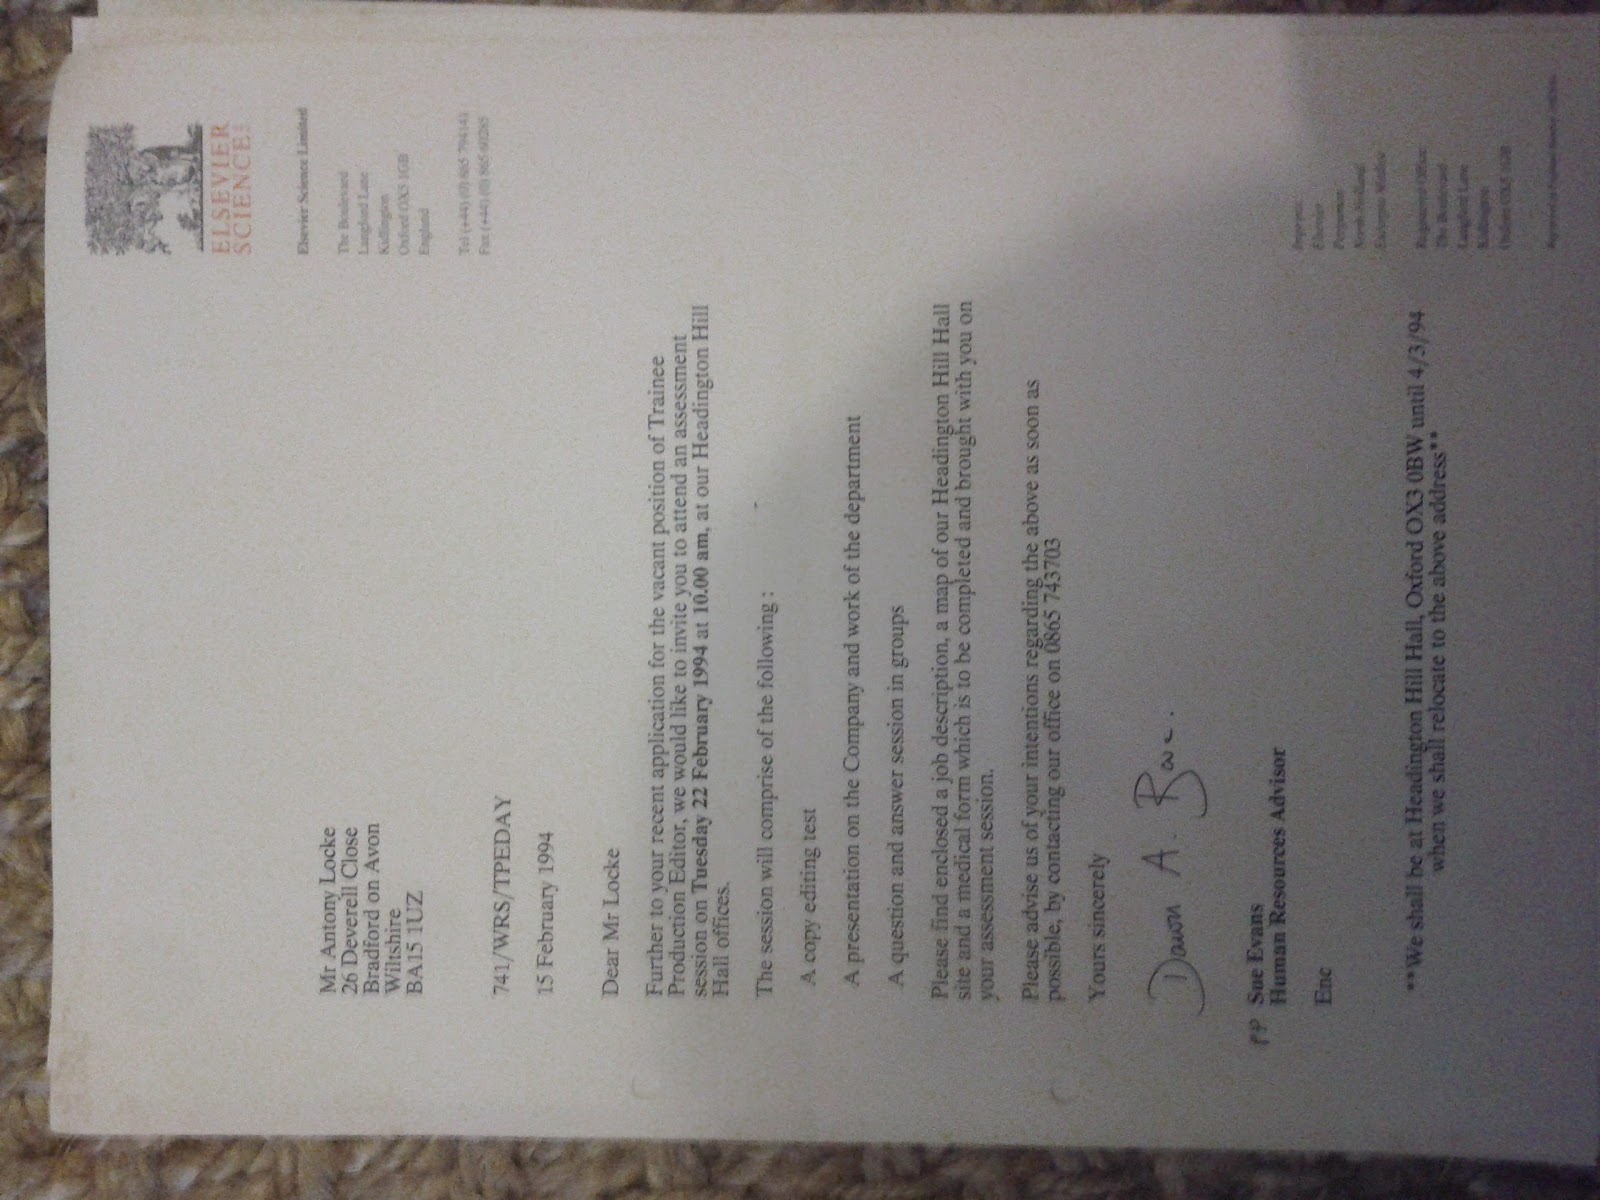 ELSEVIER
SCIENCE
Elsevier Science Limited
The Boulevard
Langford Lane
Kidlington
Oxford OX5 1GB
England
Tel (+44) (0) 865
Fax (+44) (0) 865
Mr Antony Locke
26 Deverell Close
Bradford on Avon
Wiltshire
BA15 1UZ
741/WRS/TPEDAY
15 February 1994
Dear Mr Locke
Further to your recent application for the vacant position of Trainee
Production Editor, we would like to invite you to attend an assessment
session on Tuesday 22 February 1994 at 10.00 am, at our Headington Hill
Hall offices.
The session will comprise of the following :
A copy editing test
A presentation on the Company and work of the department
A question and answer session in groups
Please find enclosed a job description, a map of our Headington Hill Hall
site and a medical form which is to be completed and brought with you on
your assessment session.
Please advise us of your intentions regarding the above as soon as
possible, by contacting our office on 0865 743703
Yours sincerely
Dawn A. Rowe.
PP Sue Evans
Human Resources Advisor
Enc
**We shall be at Headington Hill Hall, Oxford OX3 0BW until 4/3/94
when we shall relocate to the above address**
Elsevier
Pergamon
North Holland
Registered Office:
The Boulevard
Langford Lane
Kidlington